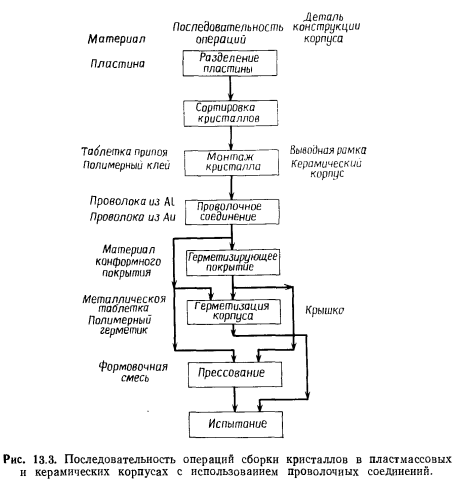 Материал
Последовательность
операций
Деталь
конструкции
корпуса
Пластина
Разделение
пластины
Сортировка
кристаллов
Таблетка припоя
Полимерный клей
Монтаж
кристалла
Выводная рамка
Керамический
корпус
Проволока из Al
Проволока из Au
Проволочное
соединение
Материал
конформного
покрытия
Герметизирующее
покрытие
Металлическая
таблетка
Полимерный
герметик
Герметизация
корпуса
Крышка
Формовочная
смесь
Прессование
Испытание
Рис. 13.3. Последовательность операций сборки кристаллов в пластмассовых
и керамических корпусах с использованием проволочных соединений.